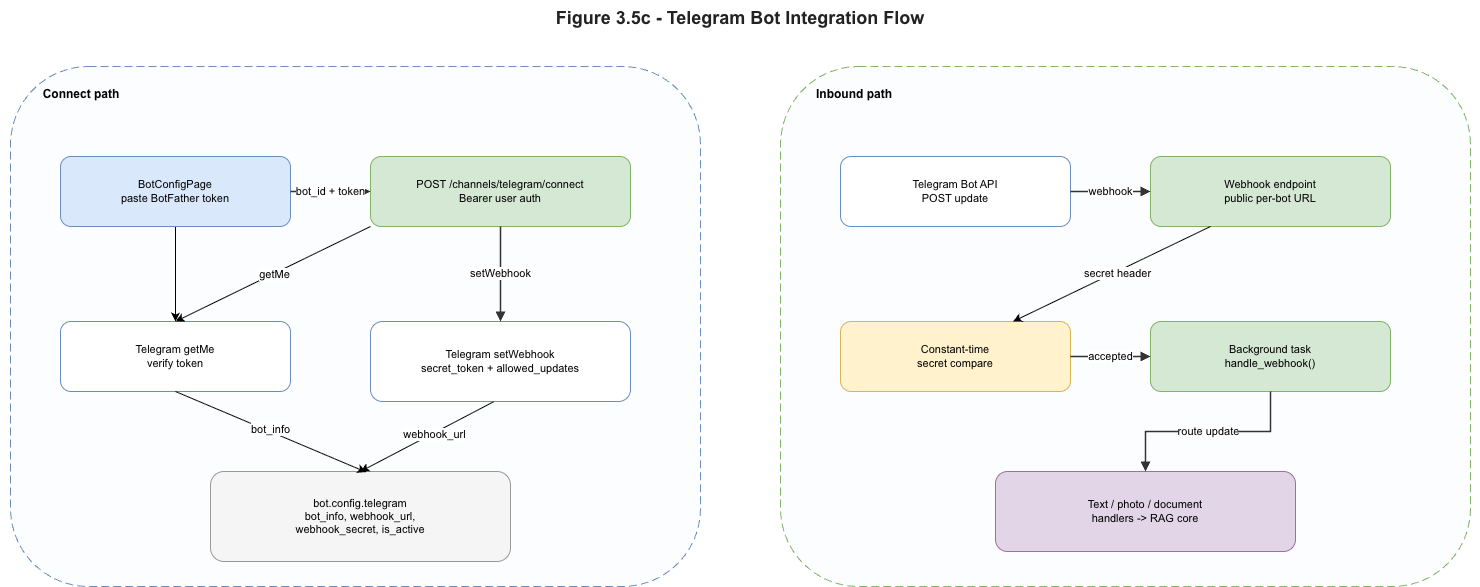 Figure 3.5c - Telegram Bot Integration Flow
Connect path
BotConfigPage
paste BotFather token
bot_id + token
POST /channels/telegram/connect
Bearer user auth
getMe
setWebhook
Telegram getMe
verify token
Telegram setWebhook
secret_token + allowed_updates
bot_info
webhook_url
bot.config.telegram
bot_info, webhook_url,
webhook_secret, is_active
Inbound path
Telegram Bot API
POST update
webhook
Webhook endpoint
public per-bot URL
secret header
Constant-time
secret compare
accepted
Background task
handle_webhook()
route update
Text / photo / document
handlers -> RAG core